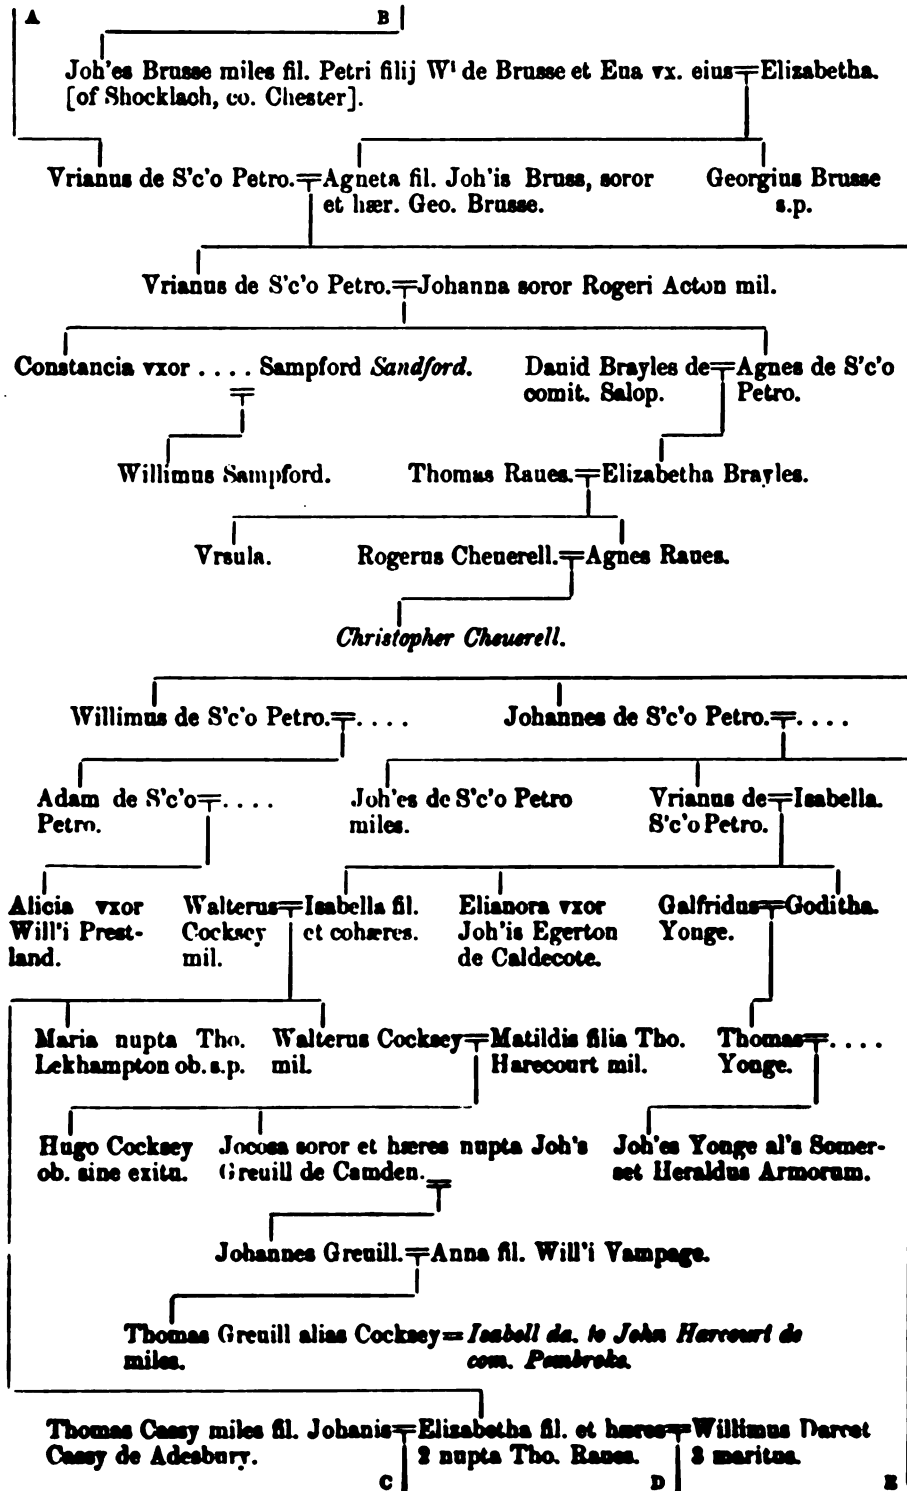 A B
Joh'es Brusse miles fil. Petri filij Wi de Brusse et Eua vx. eius=Elizabetha.
[of Shocklach, co. Chester].
Vrianus de S'c'o Petro.=Agneta fil. Joh'is Bruss, soror Georgius Brusse
et hær. Geo. Brusse. s.p.
Vrianus de S'c'o Petro.=Johanna soror Rogeri Acton mil.
Constancia vxor .... Sampford Sandford. Dauid Brayles de=Agnes de S'c'o
comit. Salop. Petro.
Willimus Sampford. Thomas Raues.=Elizabetha Brayles.
Vrsula. Rogerus Cheuerell.=Agnes Raues.
Christopher Cheuerell.
Willimus de S'c'o Petro.=.... Johannes de S'c'o Petro.=....
Adam de S'c'o=.... Joh'es de S'c'o Petro Vrianus de=Isabella.
Petro. miles. S'c'o Petro.
Alicia vxor Walterus=Isabella fil. Elianora vxor Galfridus=Goditha.
Will'i Prest- Cocksey et cohæres. Joh'is Egerton Yonge.
land. mil. de Caldecote.
Maria nupta Tho. Walterus Cocksey=Matildis filia Tho. Thomas=....
Lekhampton ob. s.p. mil. Harecourt mil. Yonge.
Hugo Cocksey Jocosa soror et hæres nupta Joh's Joh'es Yonge al's Somer-
ob. sine exitu. Greuill de Camden. set Heraldus Armorum.
Johannes Greuill.=Anna fil. Will'i Vampage.
Thomas Greuill alias Cocksey=Isabell da. to John Harcourt de
miles. com. Pembroke.
Thomas Cassy miles fil. Johanis=Elizabetha fil. et hæres=Willimus Darret
Cassy de Adesbury. 2 nupta Tho. Raues. 3 maritus.
C D E